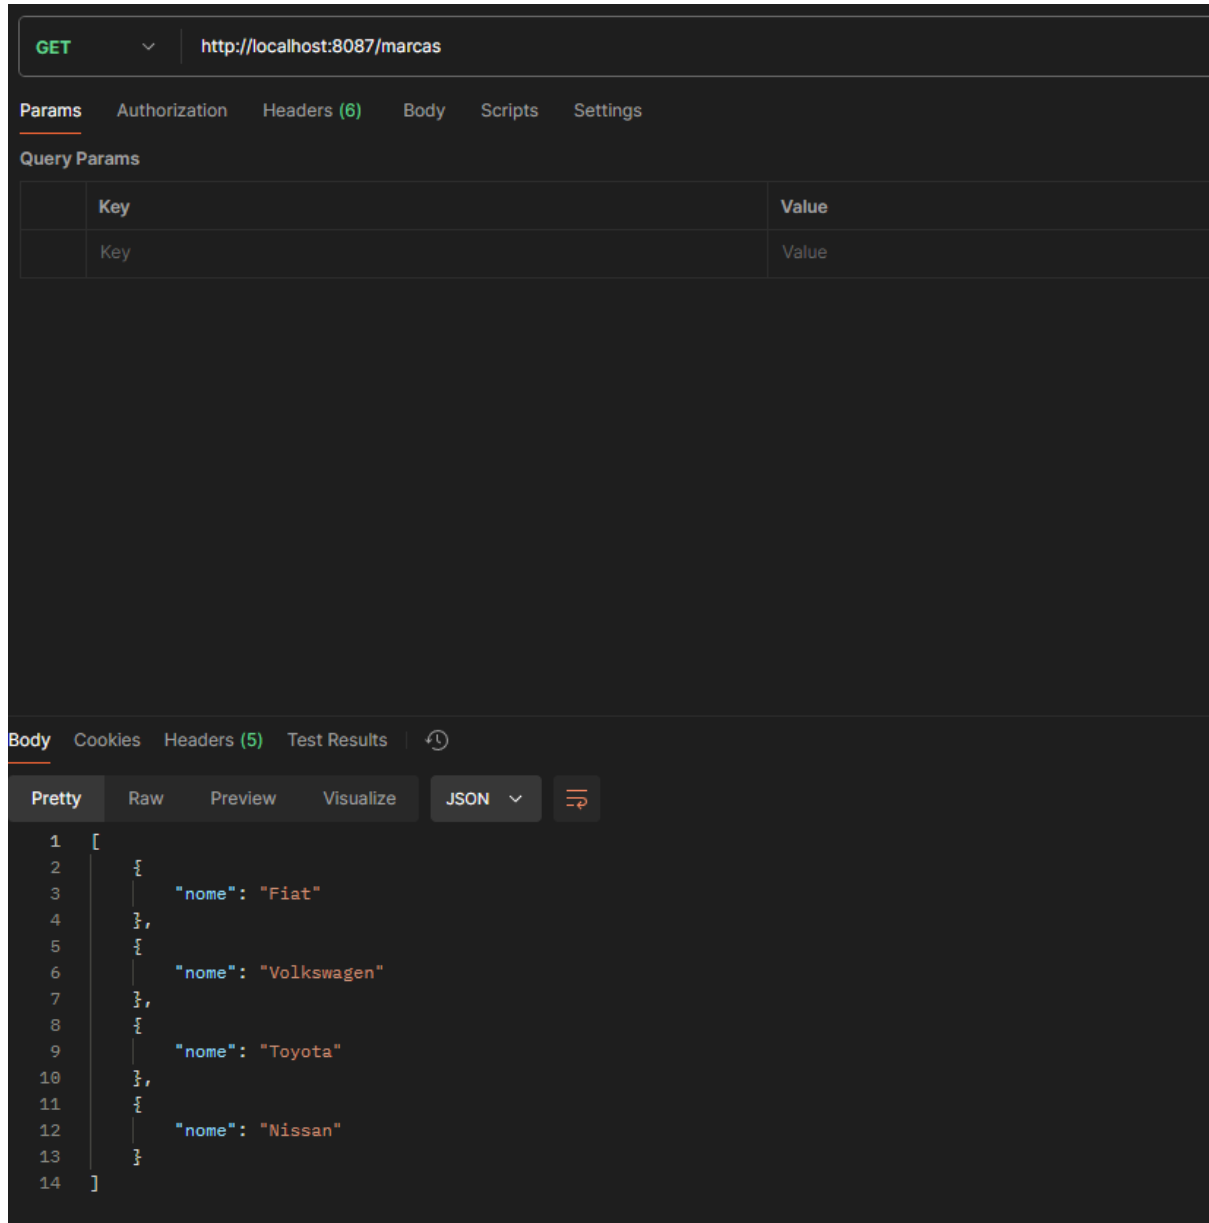 GET http://localhost:8087/marcas
Params Authorization Headers (6) Body Scripts Settings
Query Params
Key Value
Key Value
Body Cookies Headers (5) Test Results
Pretty Raw Preview Visualize JSON
1 [
2 {
3 "nome": "Fiat"
4 },
5 {
6 "nome": "Volkswagen"
7 },
8 {
9 "nome": "Toyota"
10 },
11 {
12 "nome": "Nissan"
13 }
14 ]